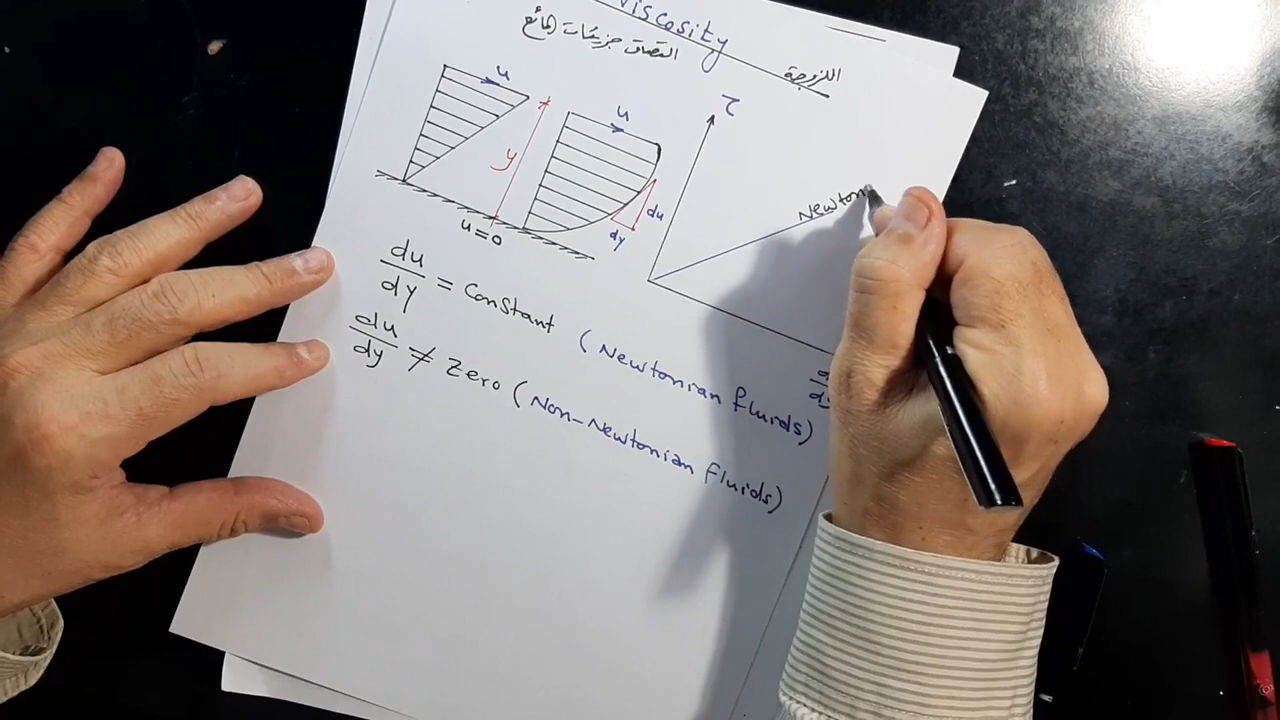 Viscosity
اللزوجة
التصاق جزيئات المائع
u
y
u=0
u
du
dy
τ
Newton
du/dy = Constant (Newtonian fluids)
du/dy ≠ Zero (Non-Newtonian fluids)